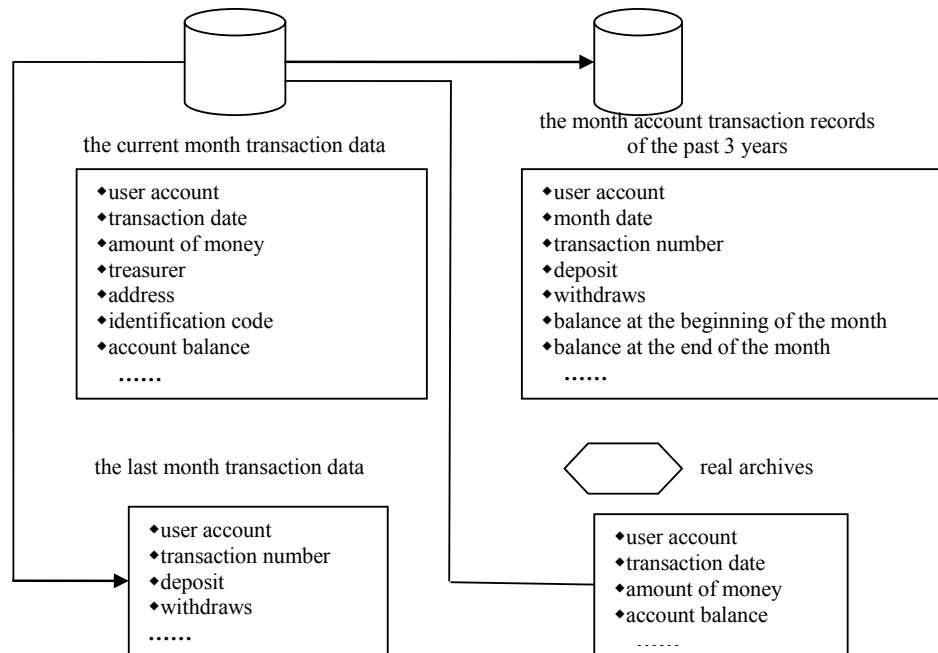 the current month transaction data
◆user account
◆transaction date
◆amount of money
◆treasurer
◆address
◆identification code
◆account balance
……
the month account transaction records
of the past 3 years
◆user account
◆month date
◆transaction number
◆deposit
◆withdraws
◆balance at the beginning of the month
◆balance at the end of the month
……
the last month transaction data
◆user account
◆transaction number
◆deposit
◆withdraws
……
real archives
◆user account
◆transaction date
◆amount of money
◆account balance
……